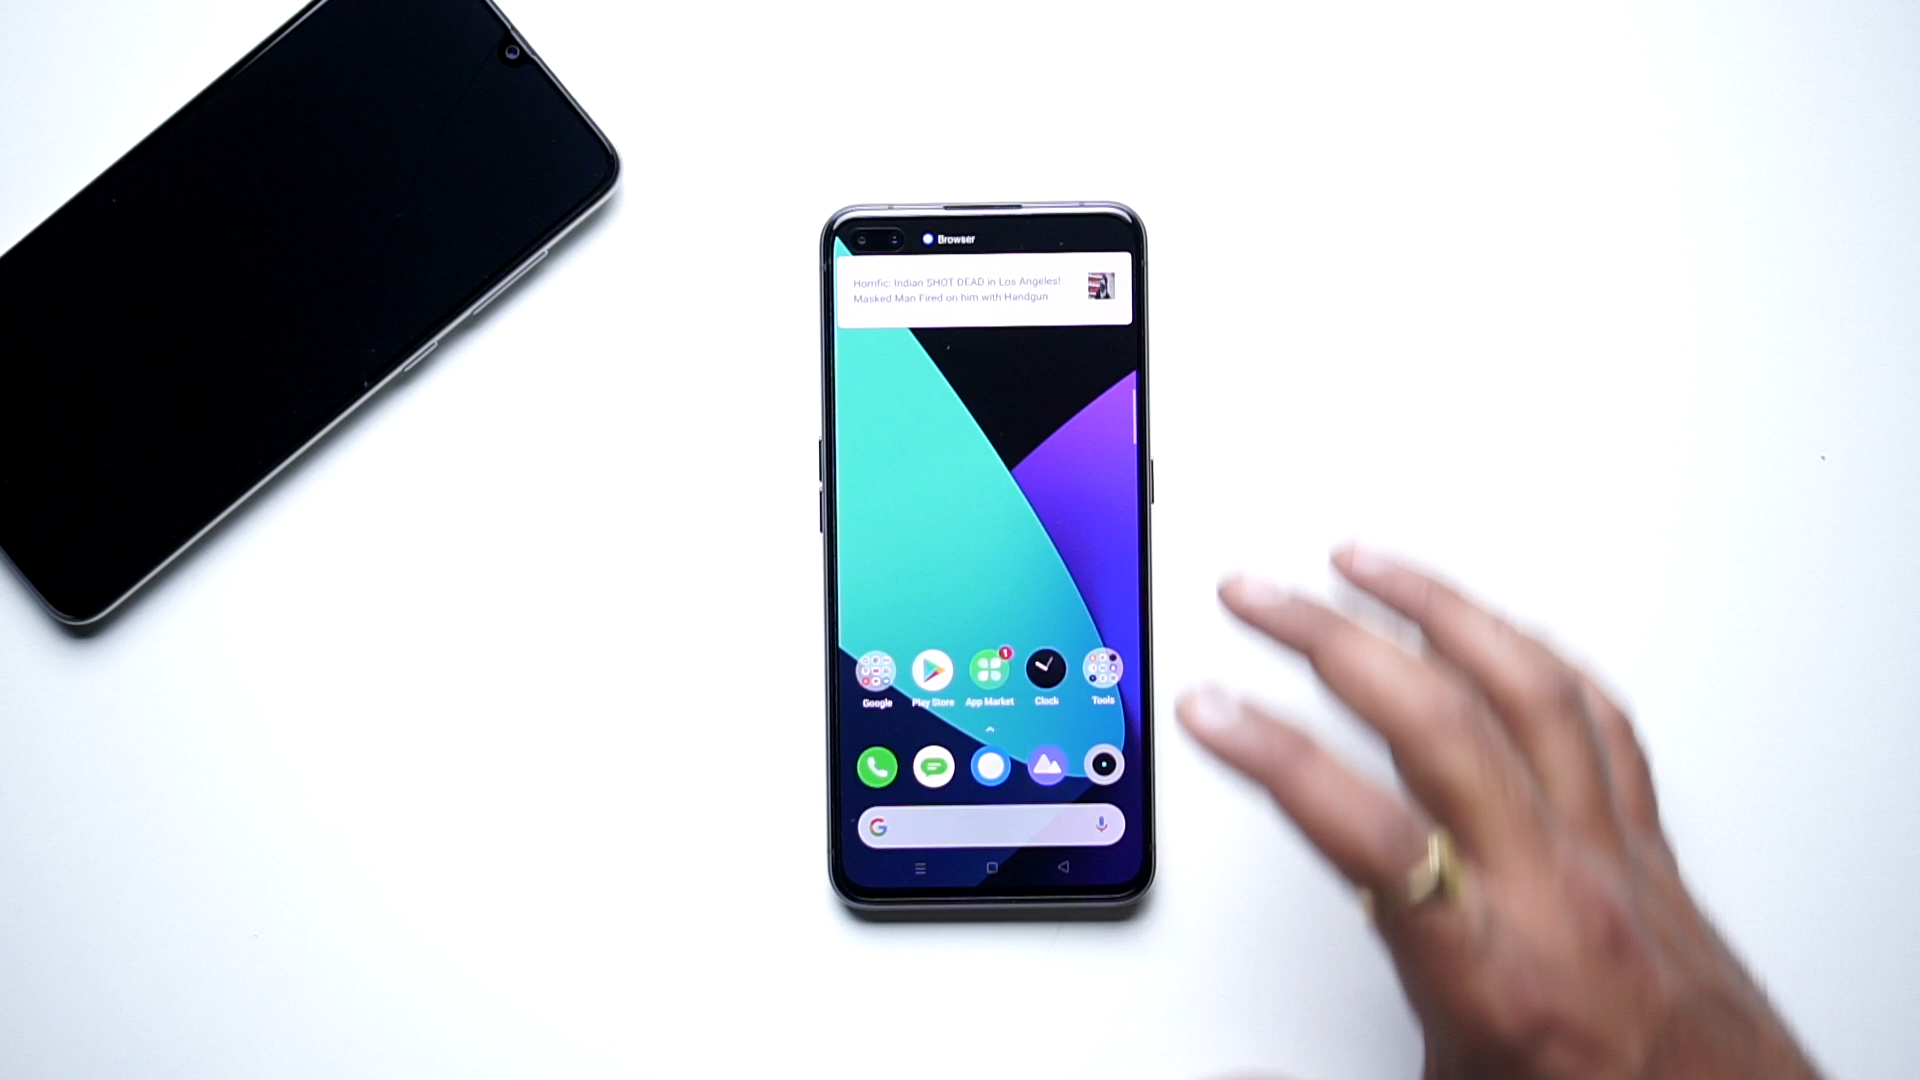 Browser
Horrific: Indian SHOT DEAD in Los Angeles!
Masked Man Fired on him with Handgun
1
Google
Play Store
App Market
Clock
Tools
G